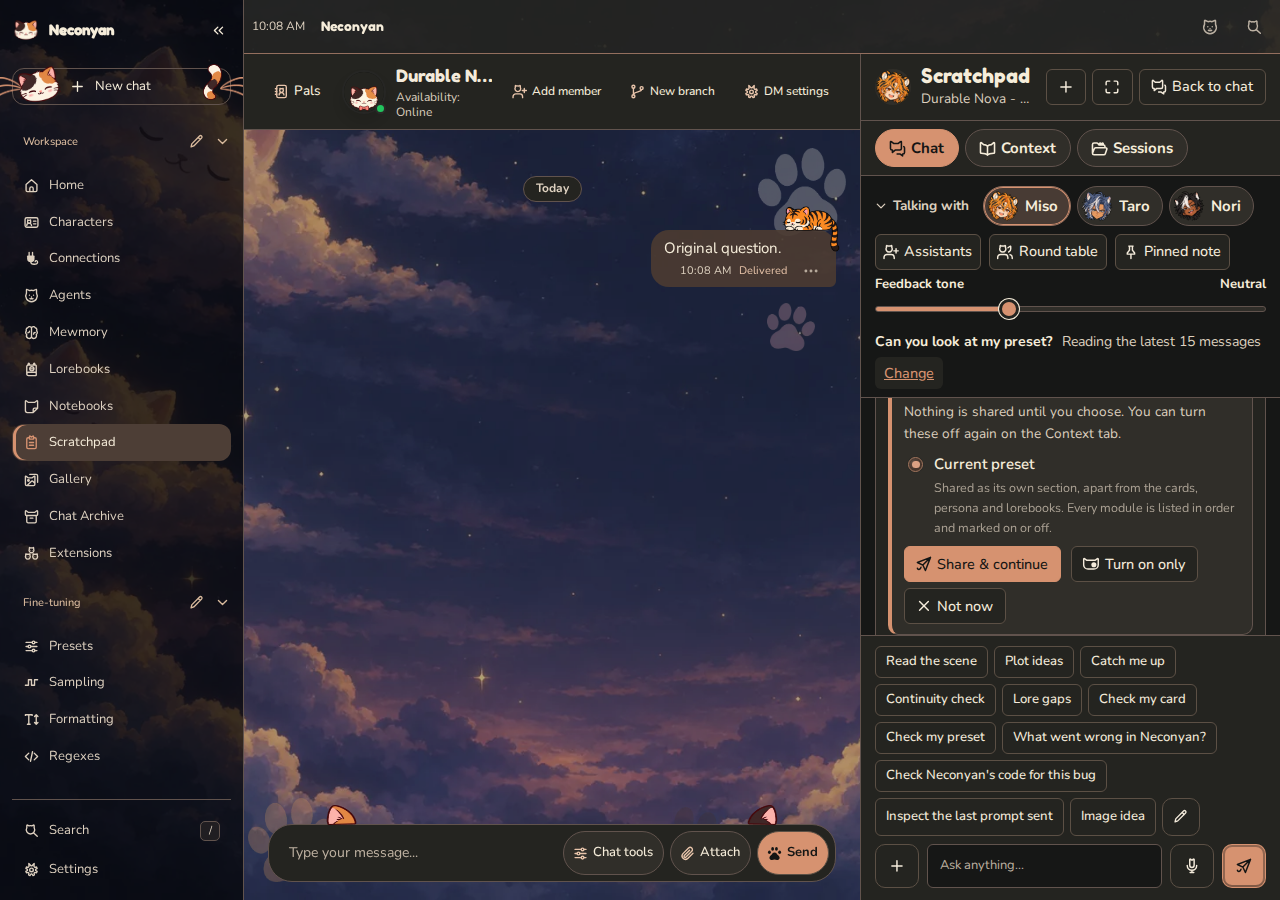 Neconyan
New chat
Workspace
Home
Characters
Connections
Agents
Mewmory
Lorebooks
Notebooks
Scratchpad
Gallery
Chat Archive
Extensions
Fine-tuning
Presets
Sampling
Formatting
Regexes
Search
/
Settings
10:08 AM Neconyan
Pals
Durable N...
Availability:
Online
Add member
New branch
DM settings
Today
Original question.
10:08 AM Delivered
Type your message...
Chat tools
Attach
Send
Scratchpad
Durable Nova - ...
Back to chat
Chat
Context
Sessions
Talking with
Miso
Taro
Nori
Assistants
Round table
Pinned note
Feedback tone
Neutral
Can you look at my preset? Reading the latest 15 messages
Change
Nothing is shared until you choose. You can turn
these off again on the Context tab.
Current preset
Shared as its own section, apart from the cards,
persona and lorebooks. Every module is listed in order
and marked on or off.
Share & continue
Turn on only
Not now
Read the scene
Plot ideas
Catch me up
Continuity check
Lore gaps
Check my card
Check my preset
What went wrong in Neconyan?
Check Neconyan's code for this bug
Inspect the last prompt sent
Image idea
Ask anything...